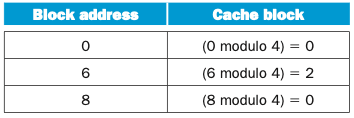 Block address Cache block
0 (0 modulo 4) = 0
6 (6 modulo 4) = 2
8 (8 modulo 4) = 0